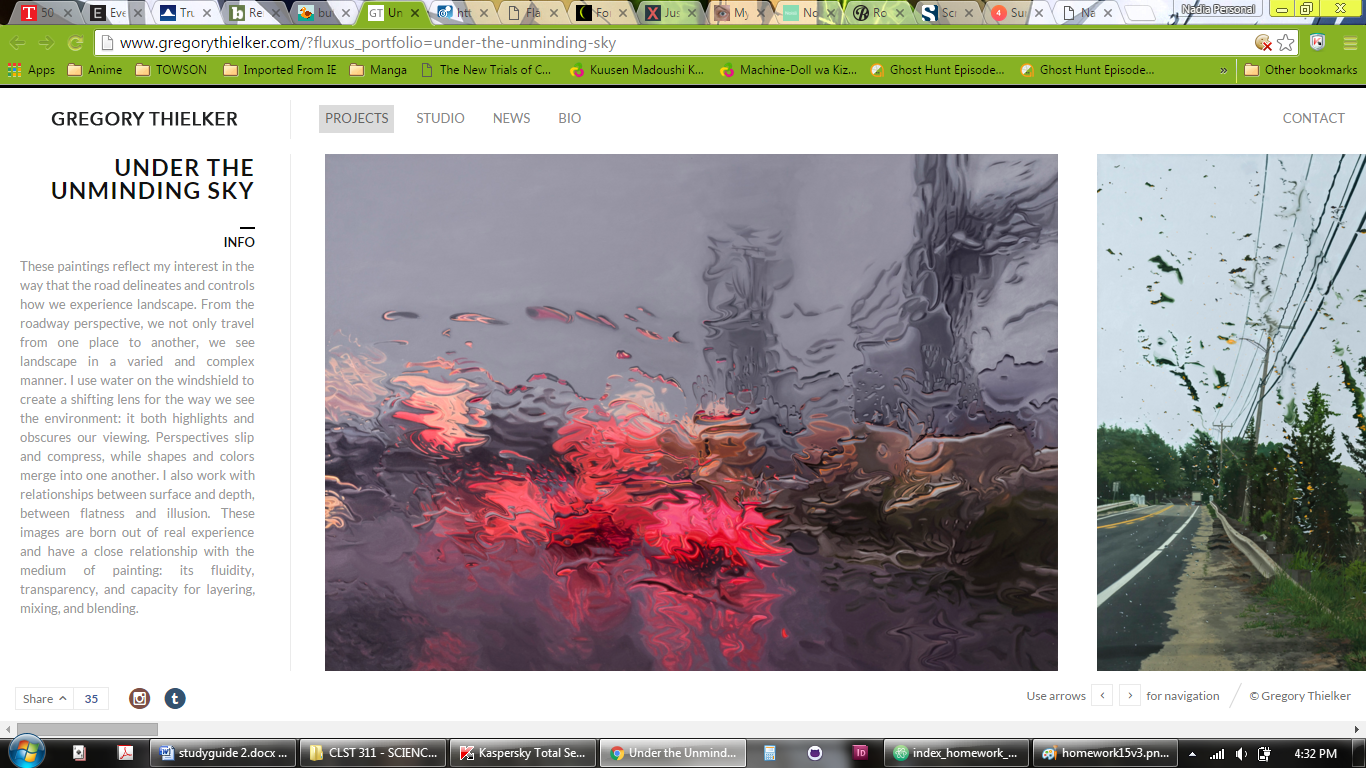 50
Eve
Tru
Re
bu
GT Un
htt
Fla
For
Jus
My
No
Ro
Scr
4 Su
Na
Nadia Personal
www.gregorythielker.com/?fluxus_portfolio=under-the-unminding-sky
Apps Anime TOWSON Imported From IE Manga The New Trials of C... Kuusen Madoushi K... Machine-Doll wa Kiz... Ghost Hunt Episode... Ghost Hunt Episode... » Other bookmarks
GREGORY THIELKER PROJECTS STUDIO NEWS BIO CONTACT
UNDER THE
UNMINDING SKY
INFO
These paintings reflect my interest in the
way that the road delineates and controls
how we experience landscape. From the
roadway perspective, we not only travel
from one place to another, we see
landscape in a varied and complex
manner. I use water on the windshield to
create a shifting lens for the way we see
the environment: it both highlights and
obscures our viewing. Perspectives slip
and compress, while shapes and colors
merge into one another. I also work with
relationships between surface and depth,
between flatness and illusion. These
images are born out of real experience
and have a close relationship with the
medium of painting: its fluidity,
transparency, and capacity for layering,
mixing, and blending.
Share 35 Use arrows ‹ › for navigation © Gregory Thielker
studyguide 2.docx ... CLST 311 - SCIENC... Kaspersky Total Se... Under the Unmind... index_homework_... homework15v3.pn... 4:32 PM